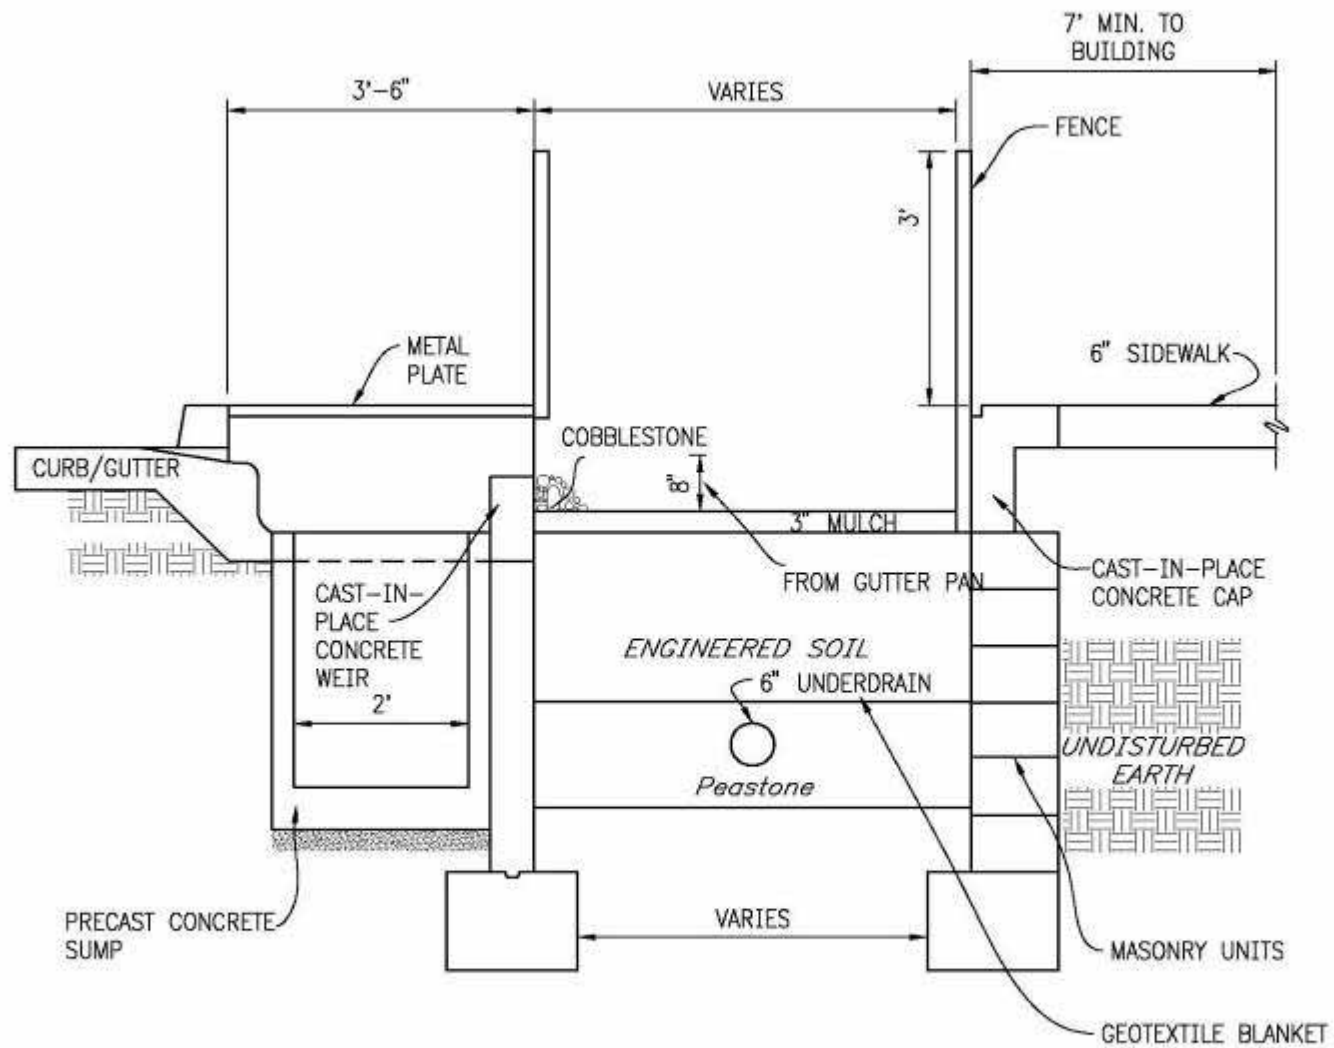 7' MIN. TO
BUILDING
3'-6"
VARIES
FENCE
3'
METAL
PLATE
6" SIDEWALK
COBBLESTONE
CURB/GUTTER
8"
3" MULCH
FROM GUTTER PAN
CAST-IN-PLACE
CONCRETE CAP
CAST-IN-
PLACE
CONCRETE
WEIR
ENGINEERED SOIL
6" UNDERDRAIN
2'
UNDISTURBED
EARTH
Peastone
PRECAST CONCRETE
SUMP
VARIES
MASONRY UNITS
GEOTEXTILE BLANKET